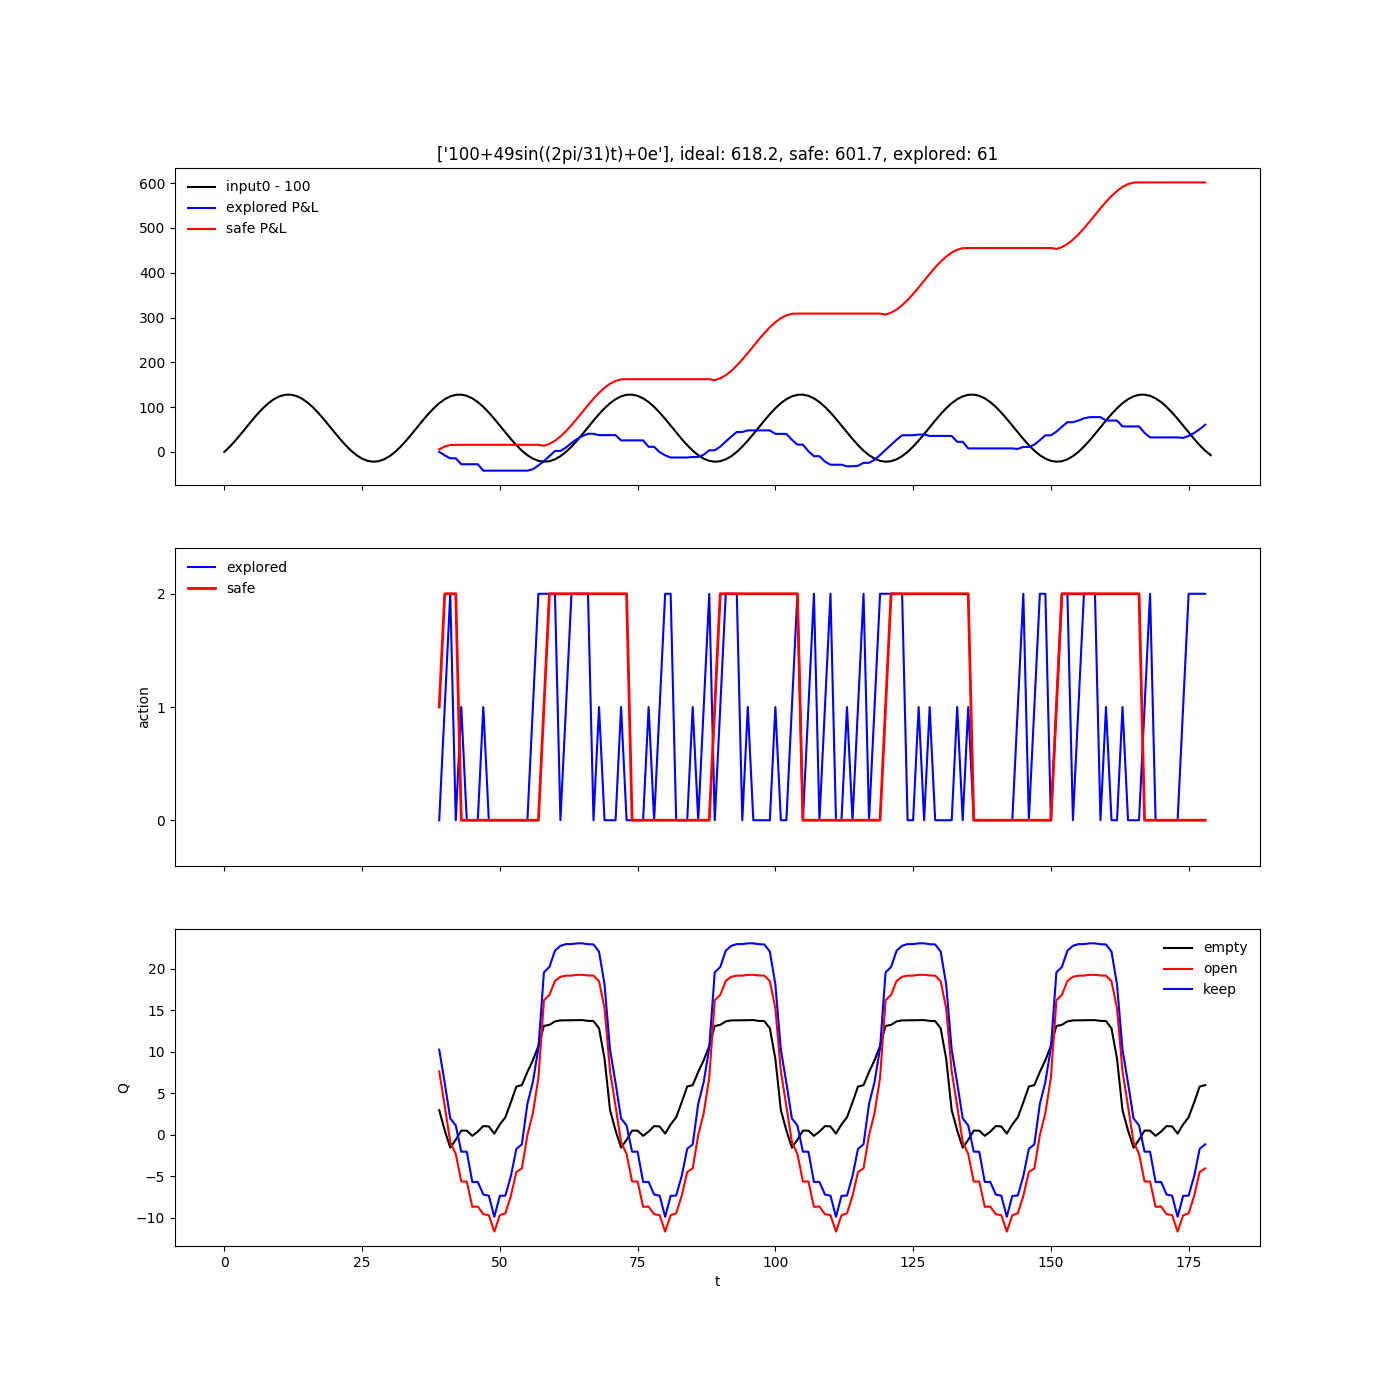 ['100+49sin((2pi/31)t)+0e'], ideal: 618.2, safe: 601.7, explored: 61
600
500
400
300
200
100
0
input0 - 100
explored P&L
safe P&L
explored
safe
2
1
0
action
empty
open
keep
20
15
10
5
0
−5
−10
Q
0 25 50 75 100 125 150 175
t